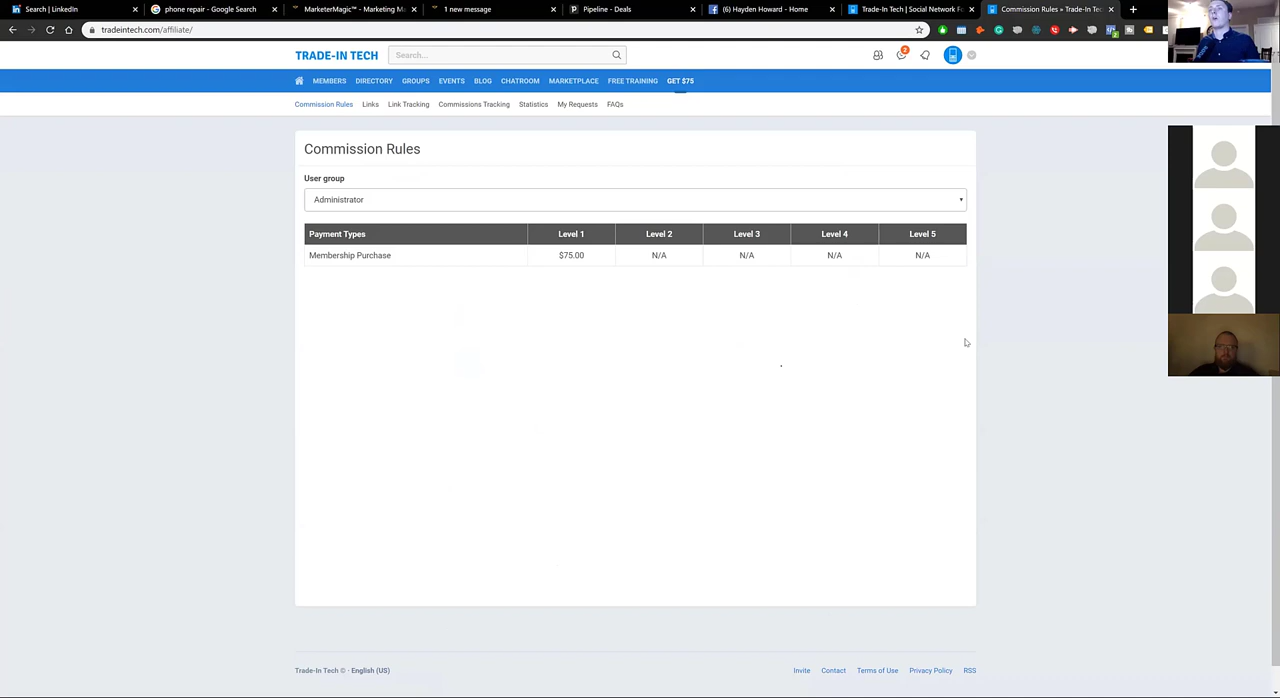 Search | LinkedIn
phone repair - Google Search
MarketerMagic™ - Marketing M
1 new message
Pipeline - Deals
(6) Hayden Howard - Home
Trade-In Tech | Social Network Fo
Commission Rules » Trade-In Tec
tradeintech.com/affiliate/
TRADE-IN TECH
Search...
2
MEMBERS DIRECTORY GROUPS EVENTS BLOG CHATROOM MARKETPLACE FREE TRAINING GET $75
Commission Rules Links Link Tracking Commissions Tracking Statistics My Requests FAQs
Commission Rules
User group
Administrator
Payment Types Level 1 Level 2 Level 3 Level 4 Level 5
Membership Purchase $75.00 N/A N/A N/A N/A
Trade-In Tech © · English (US)
Invite Contact Terms of Use Privacy Policy RSS